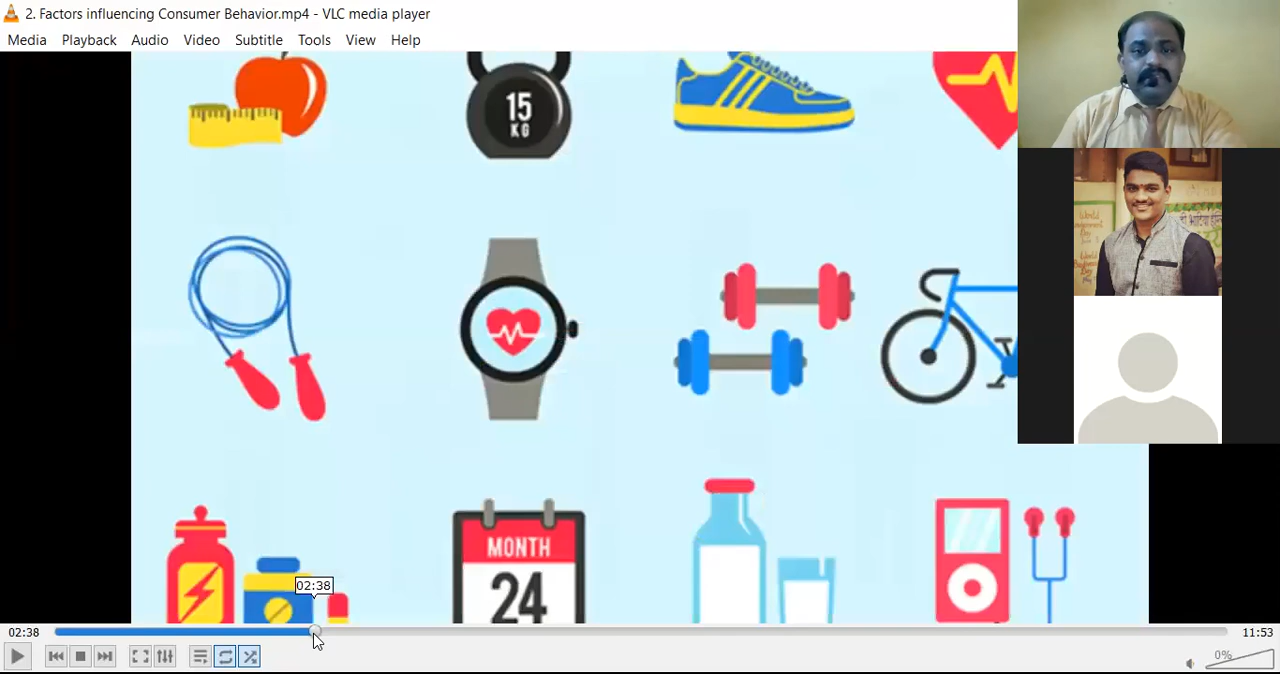 2. Factors influencing Consumer Behavior.mp4 - VLC media player
Media Playback Audio Video Subtitle Tools View Help
15
KG
MONTH
24
02:38
02:38
11:53
0%